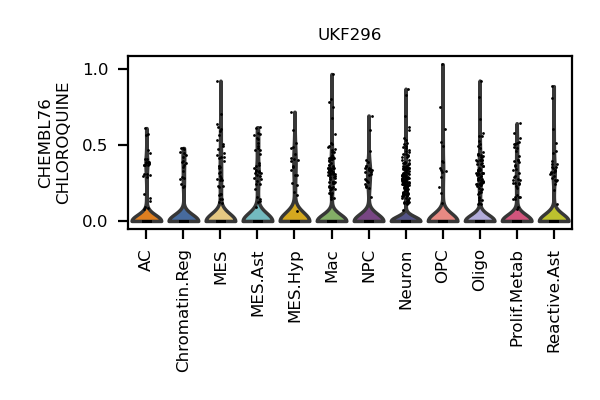 UKF296
CHEMBL76
CHLOROQUINE
1.0
0.5
0.0
AC
Chromatin.Reg
MES
MES.Ast
MES.Hyp
Mac
NPC
Neuron
OPC
Oligo
Prolif.Metab
Reactive.Ast